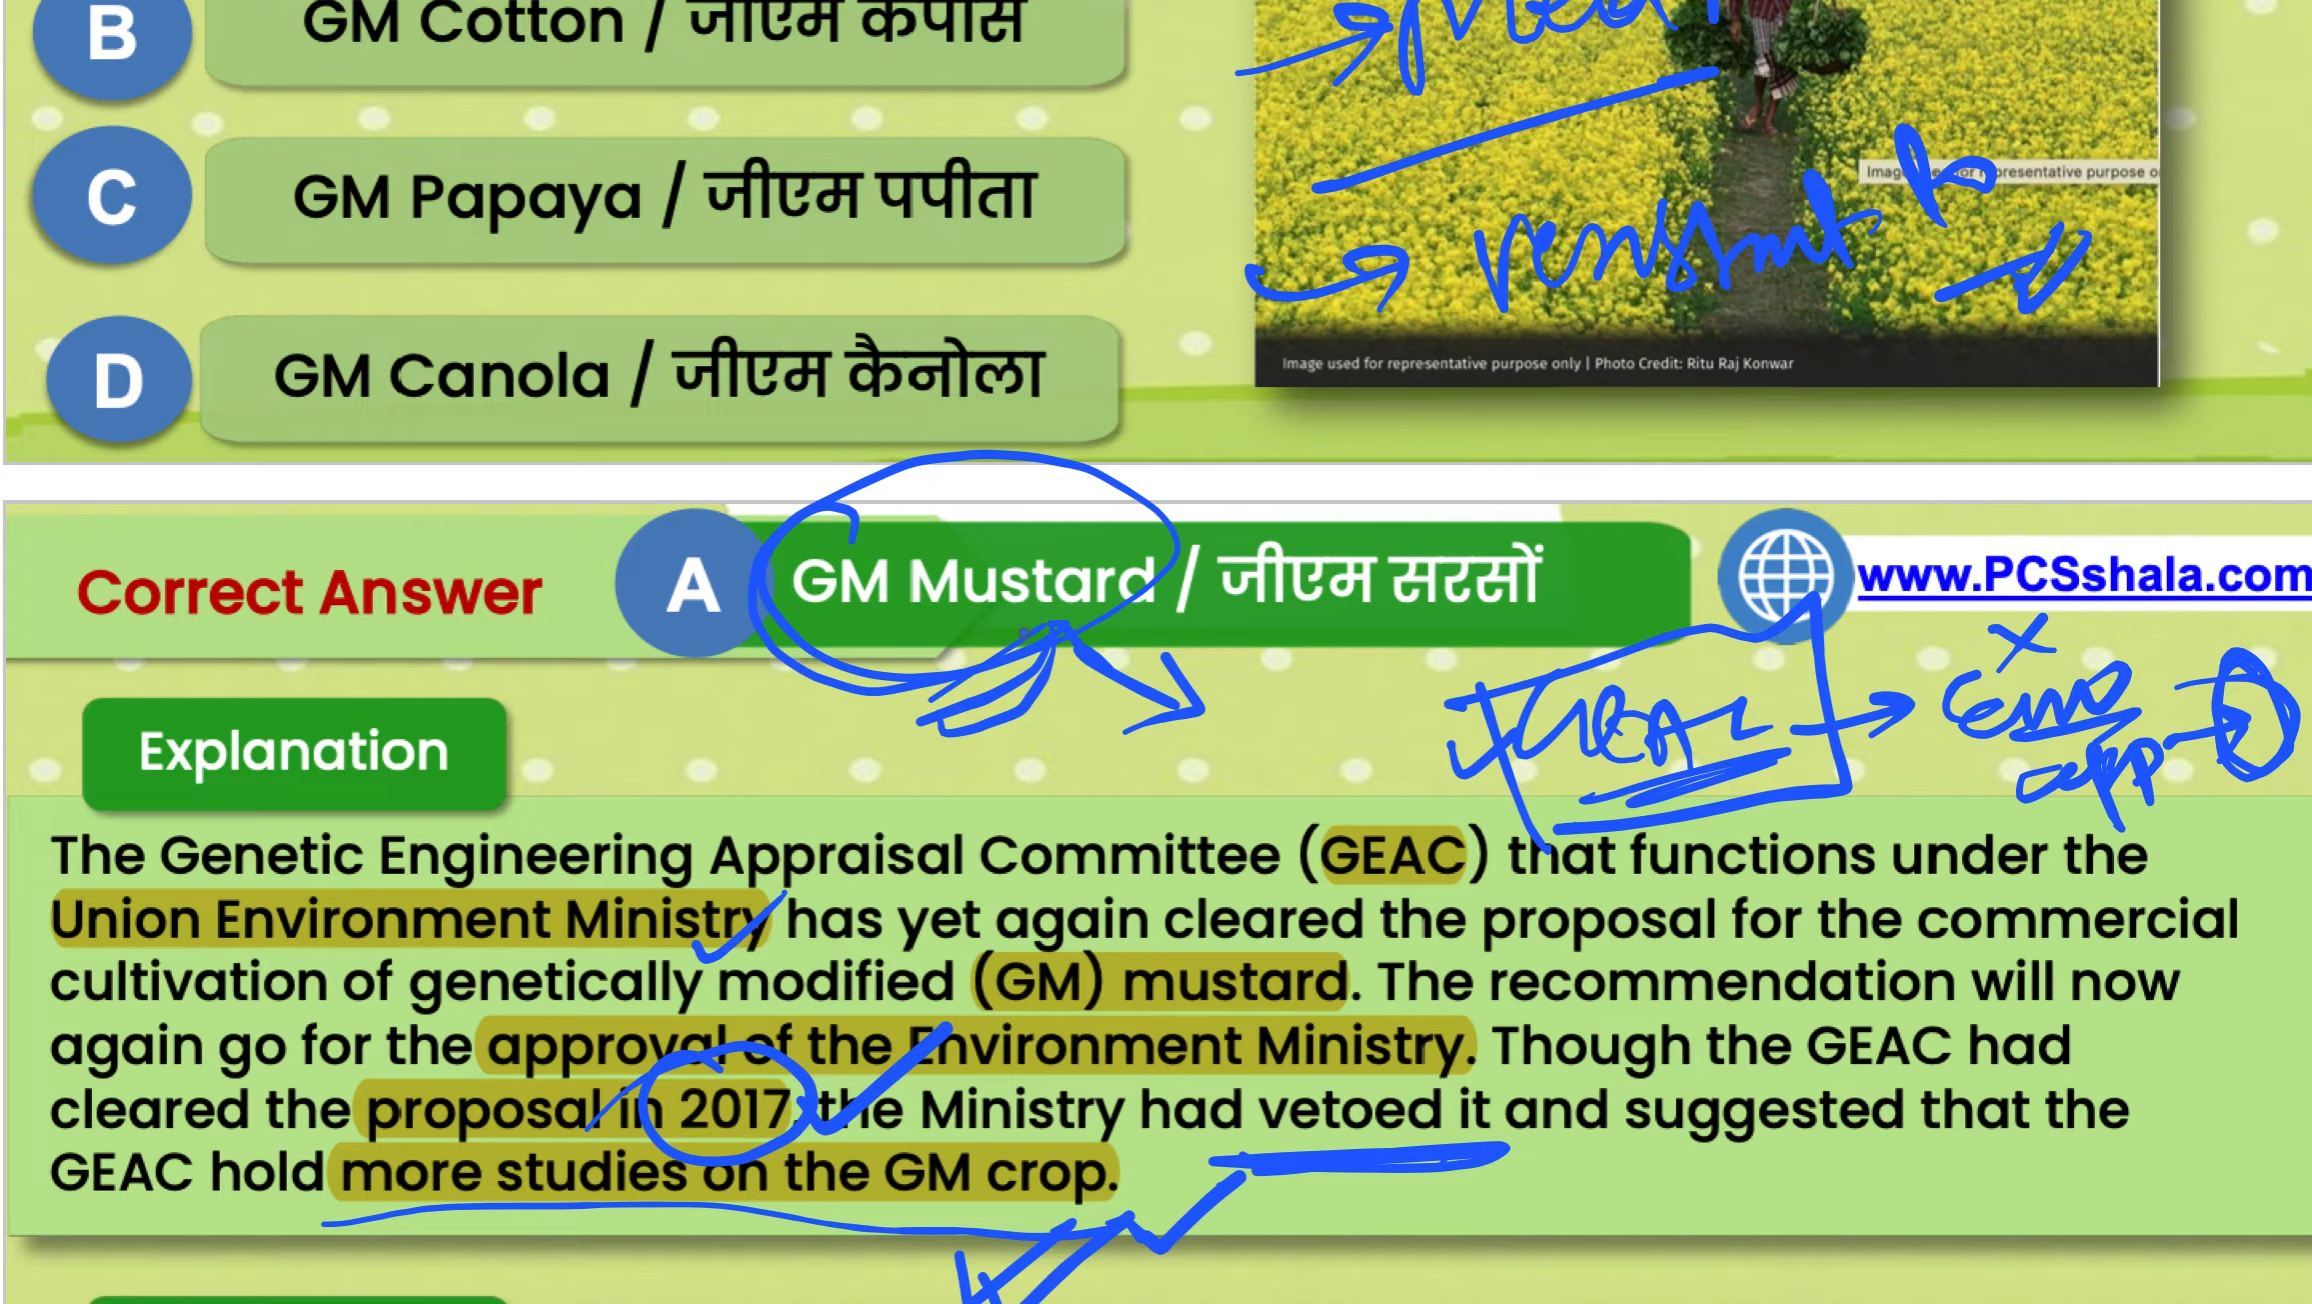 B
GM Cotton / जीएम कपास
C
GM Papaya / जीएम पपीता
D
GM Canola / जीएम कैनोला
Image used for representative purpose only | Photo Credit: Ritu Raj Konwar
Correct Answer
A
GM Mustard / जीएम सरसों
www.PCSshala.com
GEAC
app
Explanation
The Genetic Engineering Appraisal Committee (GEAC) that functions under the
Union Environment Ministry has yet again cleared the proposal for the commercial
cultivation of genetically modified (GM) mustard. The recommendation will now
again go for the approval of the Environment Ministry. Though the GEAC had
cleared the proposal in 2017, the Ministry had vetoed it and suggested that the
GEAC hold more studies on the GM crop.